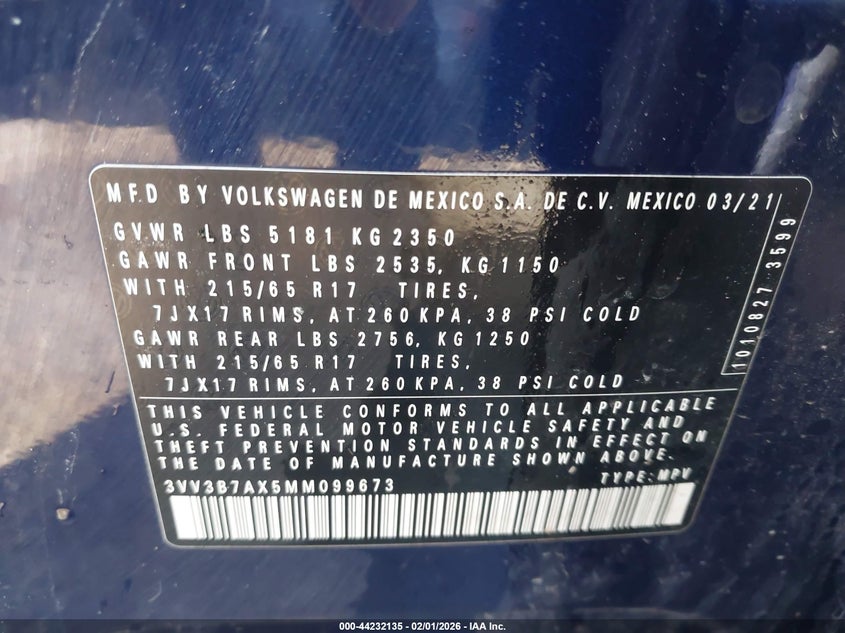 MFD BY VOLKSWAGEN DE MEXICO S.A. DE C.V. MEXICO 03/21
GVWR LBS 5181 KG 2350
GAWR FRONT LBS 2535, KG 1150
WITH 215/65 R17 TIRES,
7JX17 RIMS, AT 260 KPA, 38 PSI COLD
GAWR REAR LBS 2756, KG 1250
WITH 215/65 R17 TIRES,
7JX17 RIMS, AT 260 KPA, 38 PSI COLD
1010827 3599
THIS VEHICLE CONFORMS TO ALL APPLICABLE
U.S. FEDERAL MOTOR VEHICLE SAFETY AND
THEFT PREVENTION STANDARDS IN EFFECT ON
THE DATE OF MANUFACTURE SHOWN ABOVE.
3VV3B7AX5MM099673 TYPE: MPV
000-44232135 - 02/01/2026 - IAA Inc.